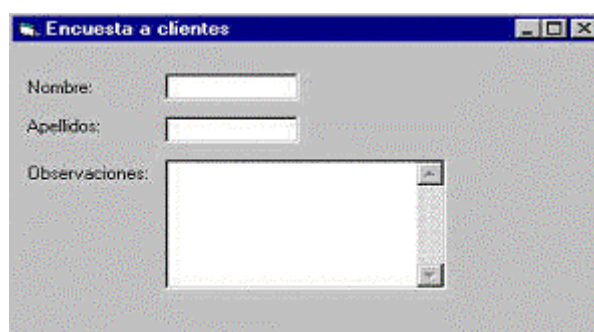 Encuesta a clientes
Nombre:
Apellidos:
Observaciones: